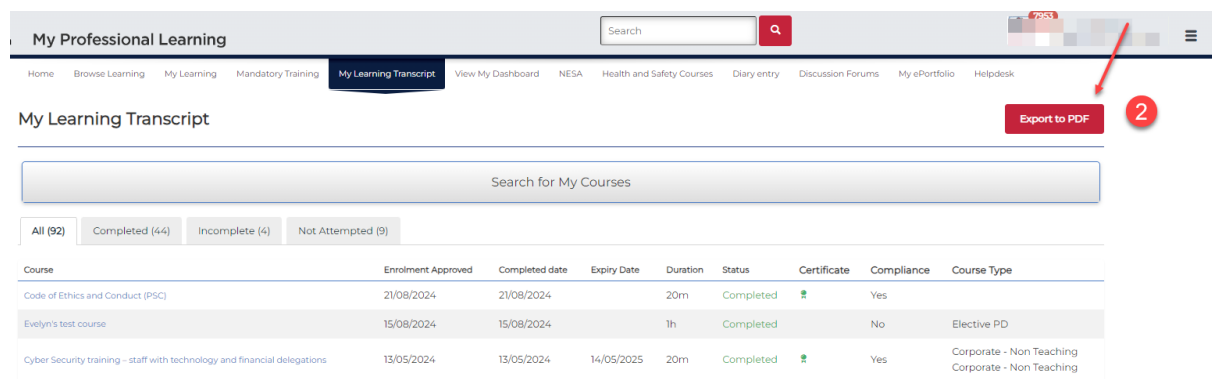 7953
My Professional Learning
Search
Home Browse Learning My Learning Mandatory Training My Learning Transcript View My Dashboard NESA Health and Safety Courses Diary entry Discussion Forums My ePortfolio Helpdesk
My Learning Transcript
Export to PDF
2
Search for My Courses
All (92) Completed (44) Incomplete (4) Not Attempted (9)
Course Enrolment Approved Completed date Expiry Date Duration Status Certificate Compliance Course Type
Code of Ethics and Conduct (PSC) 21/08/2024 21/08/2024 20m Completed Yes
Evelyn's test course 15/08/2024 15/08/2024 1h Completed No Elective PD
Cyber Security training – staff with technology and financial delegations 13/05/2024 13/05/2024 14/05/2025 20m Completed Yes Corporate - Non Teaching
Corporate - Non Teaching